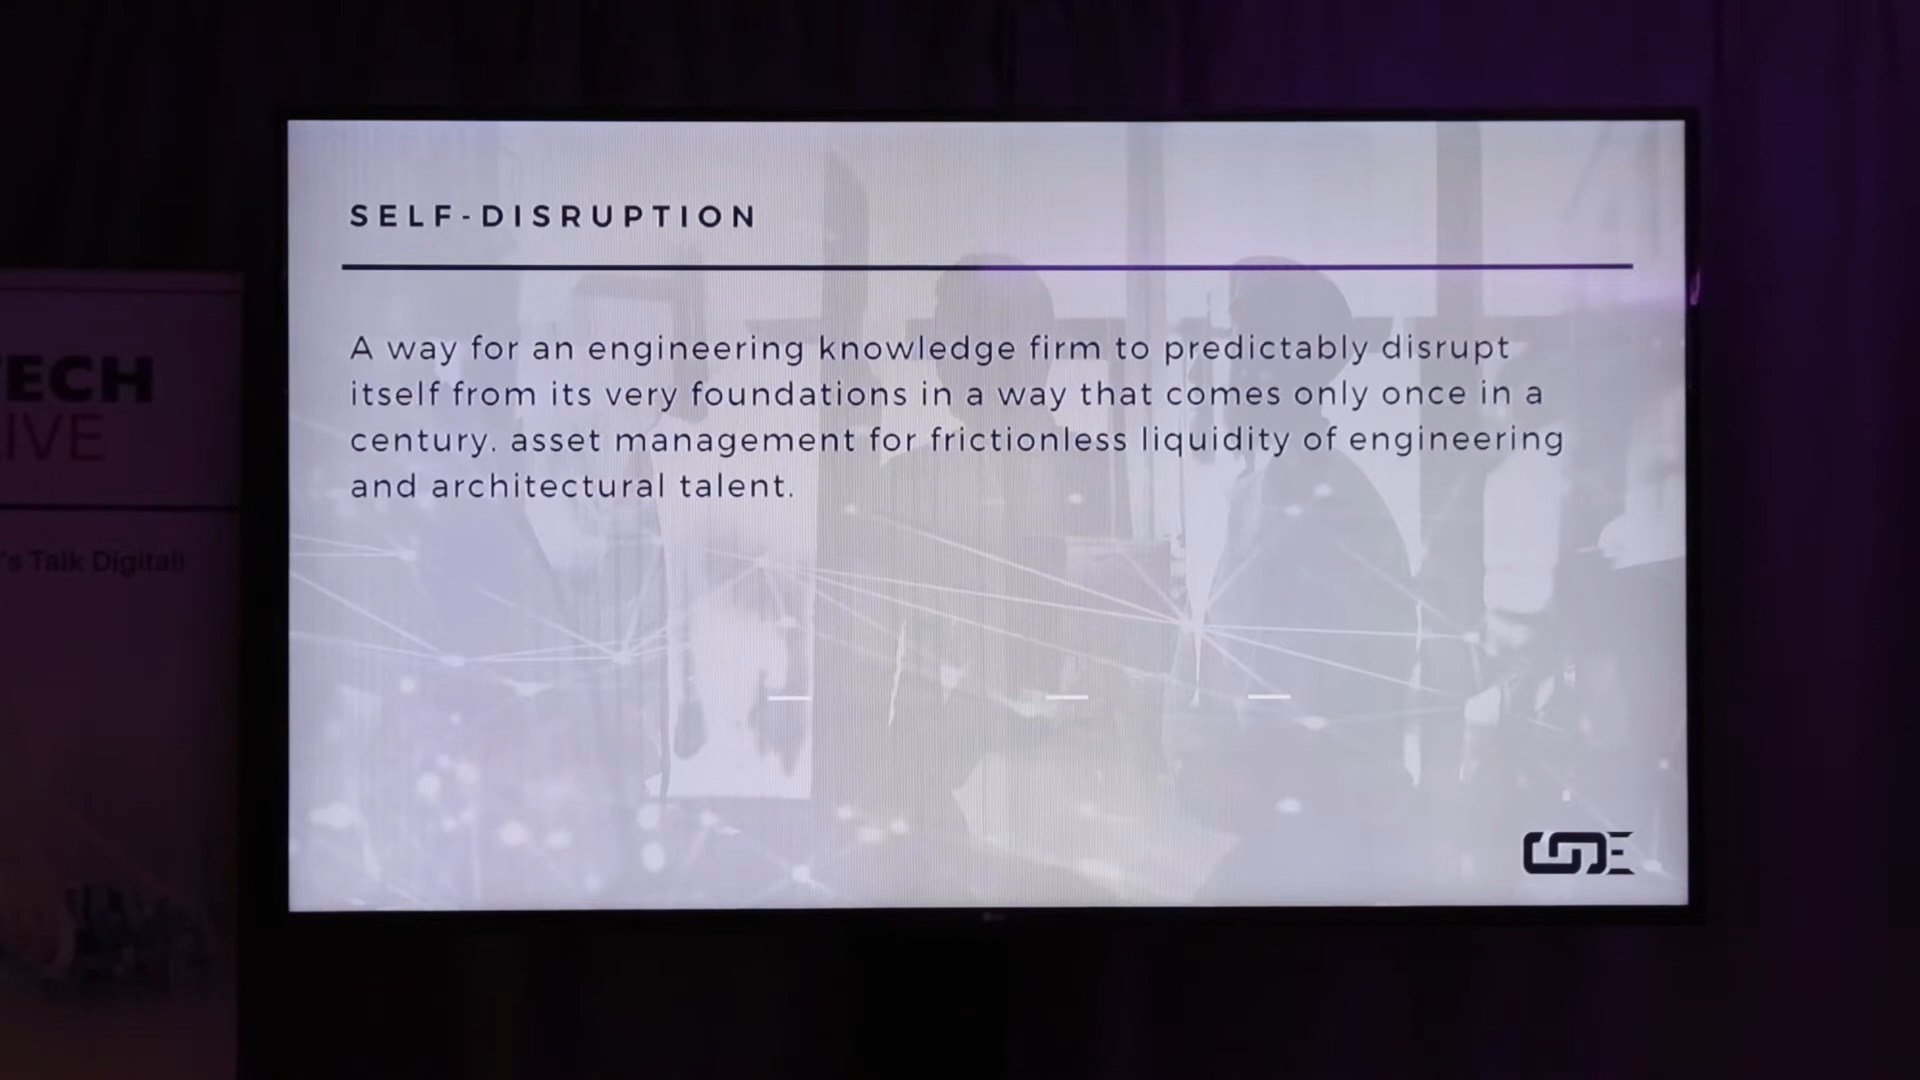 SELF-DISRUPTION
A way for an engineering knowledge firm to predictably disrupt
itself from its very foundations in a way that comes only once in a
century. asset management for frictionless liquidity of engineering
and architectural talent.
ECH
IVE
's Talk Digital!